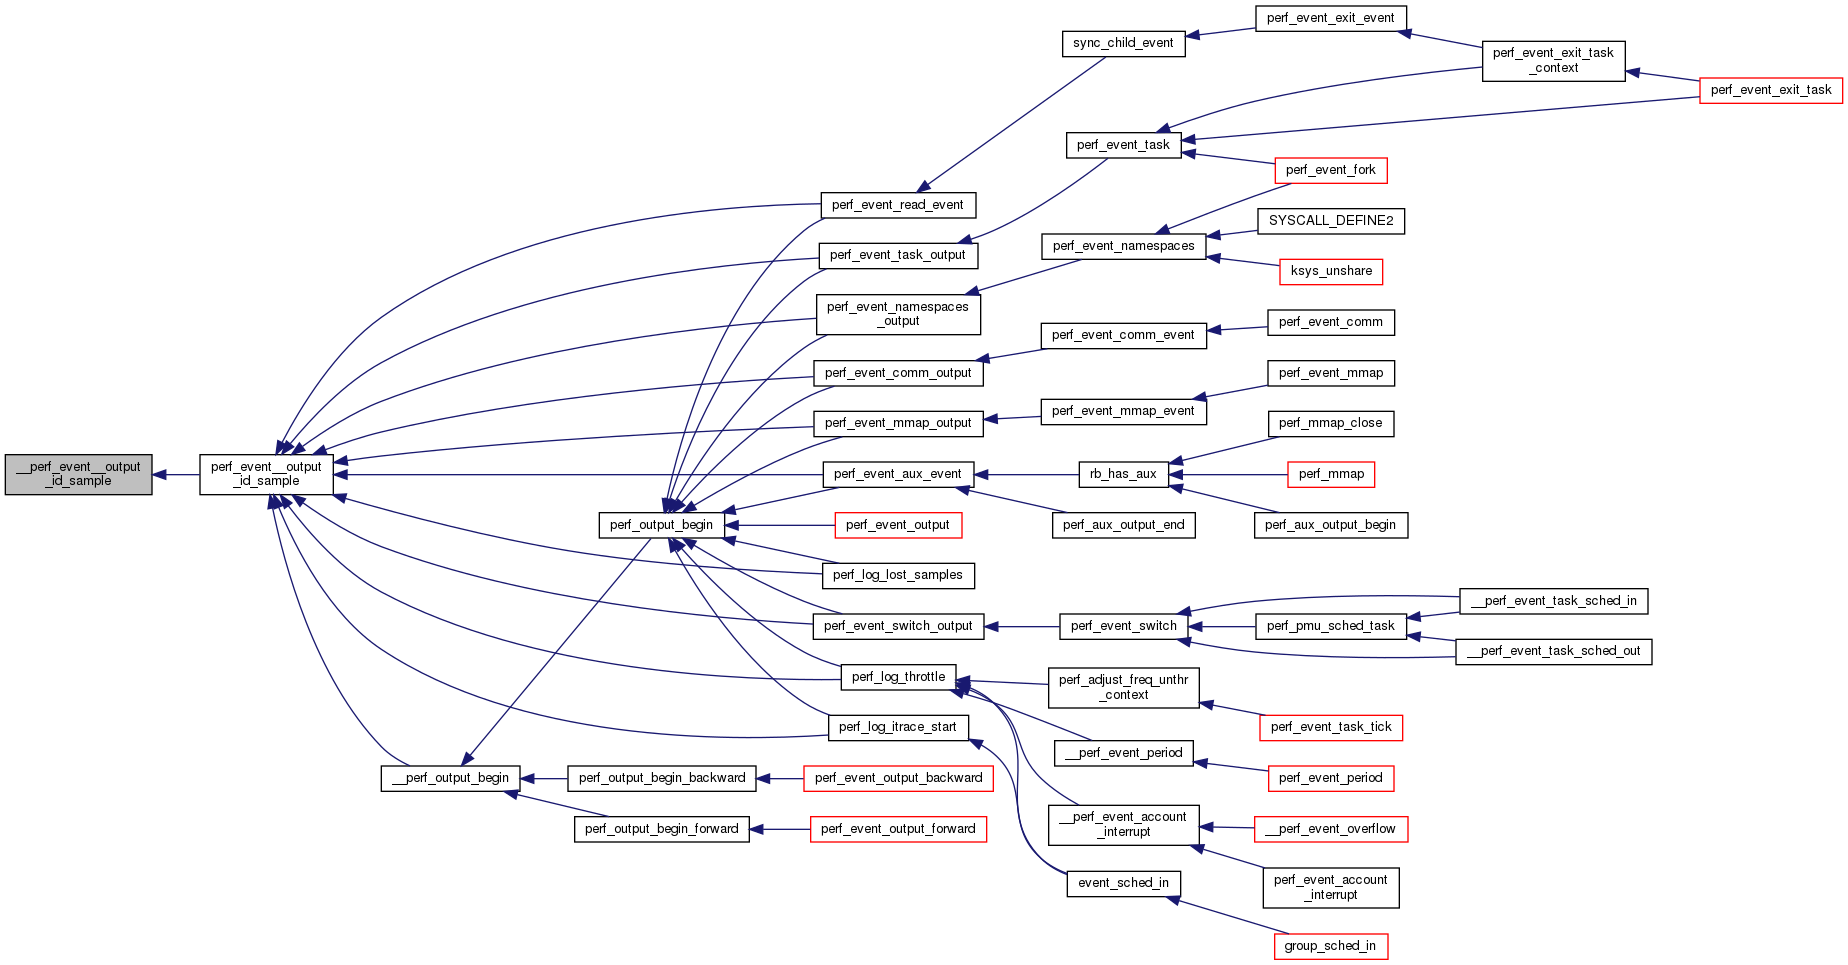 __perf_event__output
_id_sample
perf_event__output
_id_sample
perf_event_read_event
sync_child_event
perf_event_exit_event
perf_event_exit_task
_context
perf_event_exit_task
perf_event_task
perf_event_fork
perf_event_task_output
perf_event_namespaces
SYSCALL_DEFINE2
ksys_unshare
perf_event_namespaces
_output
perf_event_comm_output
perf_event_comm_event
perf_event_comm
perf_event_mmap_output
perf_event_mmap_event
perf_event_mmap
perf_event_aux_event
rb_has_aux
perf_mmap_close
perf_mmap
perf_aux_output_begin
perf_aux_output_end
perf_output_begin
perf_event_output
perf_log_lost_samples
perf_event_switch_output
perf_event_switch
perf_pmu_sched_task
__perf_event_task_sched_in
__perf_event_task_sched_out
perf_log_throttle
perf_adjust_freq_unthr
_context
perf_event_task_tick
__perf_event_period
perf_event_period
perf_log_itrace_start
__perf_event_account
_interrupt
__perf_event_overflow
perf_event_account
_interrupt
event_sched_in
group_sched_in
__perf_output_begin
perf_output_begin_backward
perf_event_output_backward
perf_output_begin_forward
perf_event_output_forward